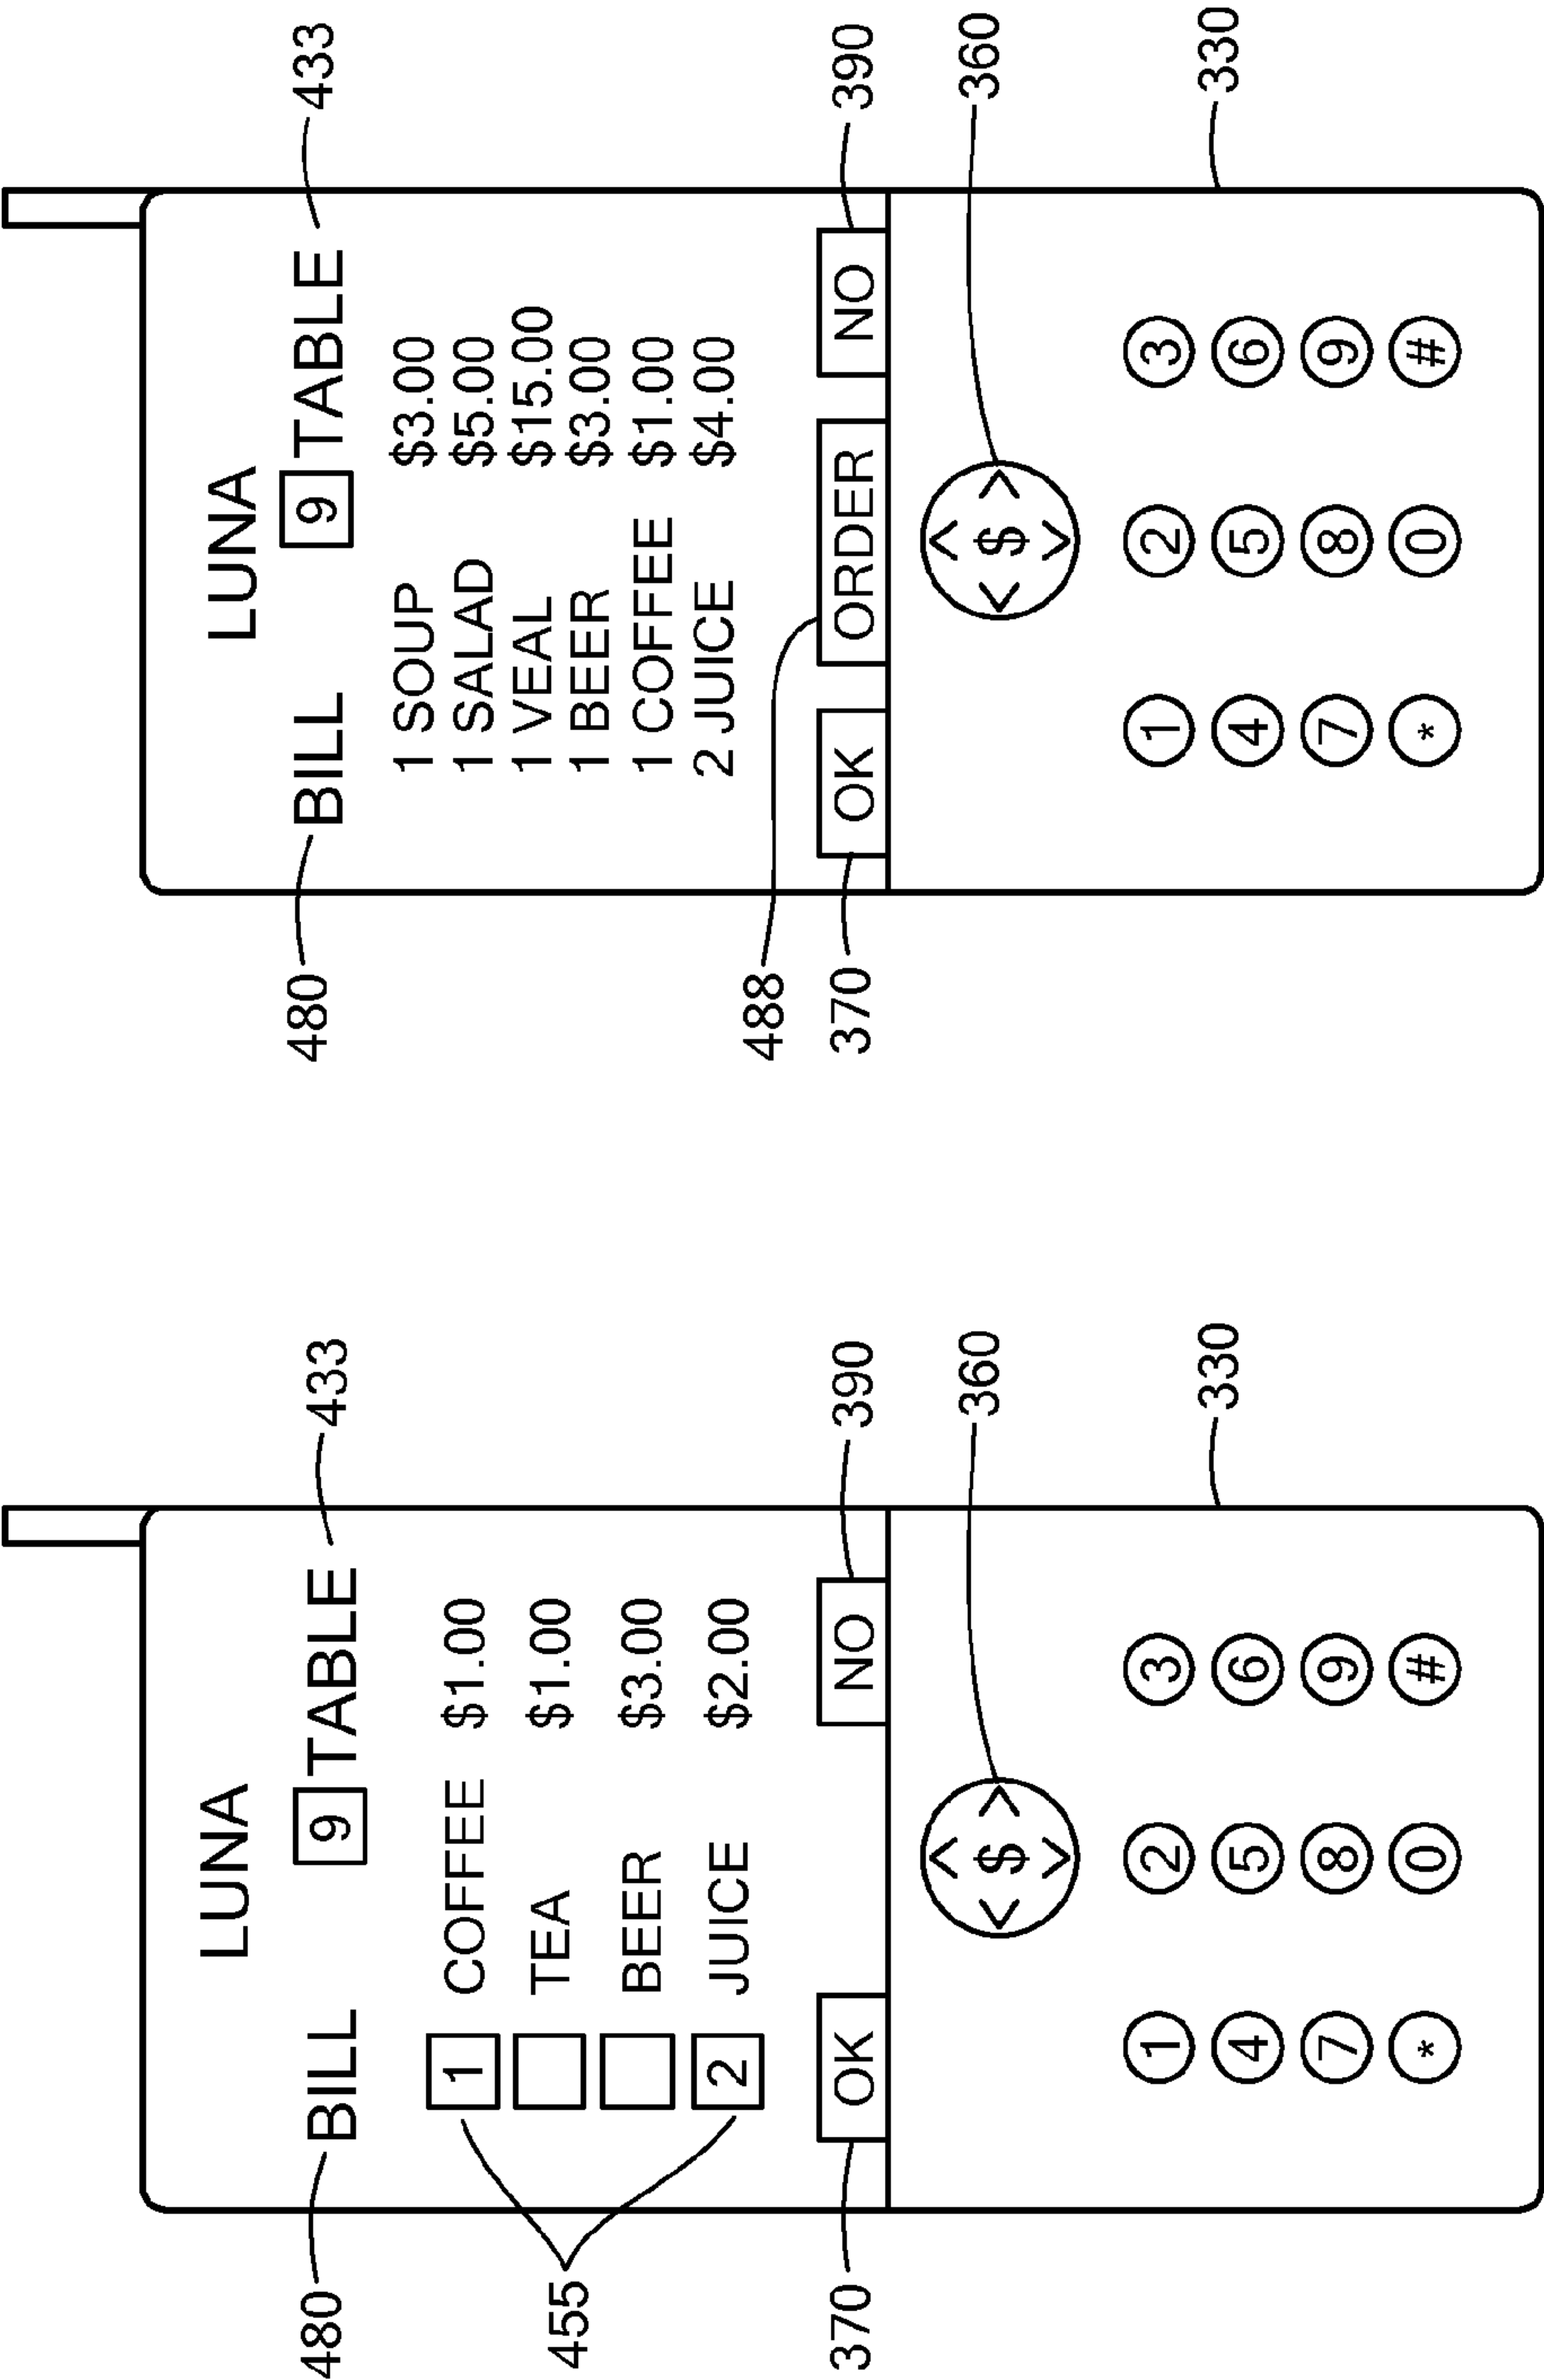 LUNA
480 BILL 9 TABLE 433
1 COFFEE $1.00
TEA $1.00
455
BEER $3.00
2 JUICE $2.00
370 OK NO 390
< ^ $ v > 360
1 2 3 330
4 5 6
7 8 9
* 0 #
LUNA
480 BILL 9 TABLE 433
1 SOUP $3.00
1 SALAD $5.00
1 VEAL $15.00
1 BEER $3.00
1 COFFEE $1.00
2 JUICE $4.00
488
370 OK ORDER NO 390
< ^ $ v > 360
1 2 3 330
4 5 6
7 8 9
* 0 #